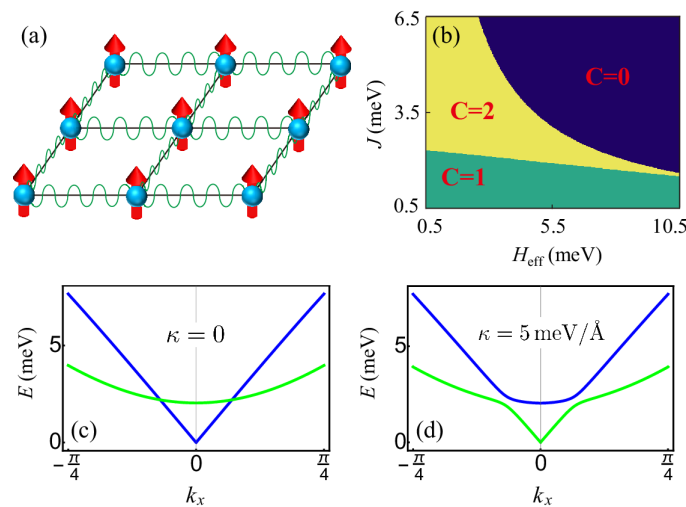 (a)
(b)
6.5
3.5
0.5
J (meV)
C=0
C=2
C=1
0.5
5.5
10.5
H_eff (meV)
E (meV)
5
0
κ = 0
(c)
−π/4
0
π/4
k_x
E (meV)
5
0
κ = 5 meV/Å
(d)
−π/4
0
π/4
k_x